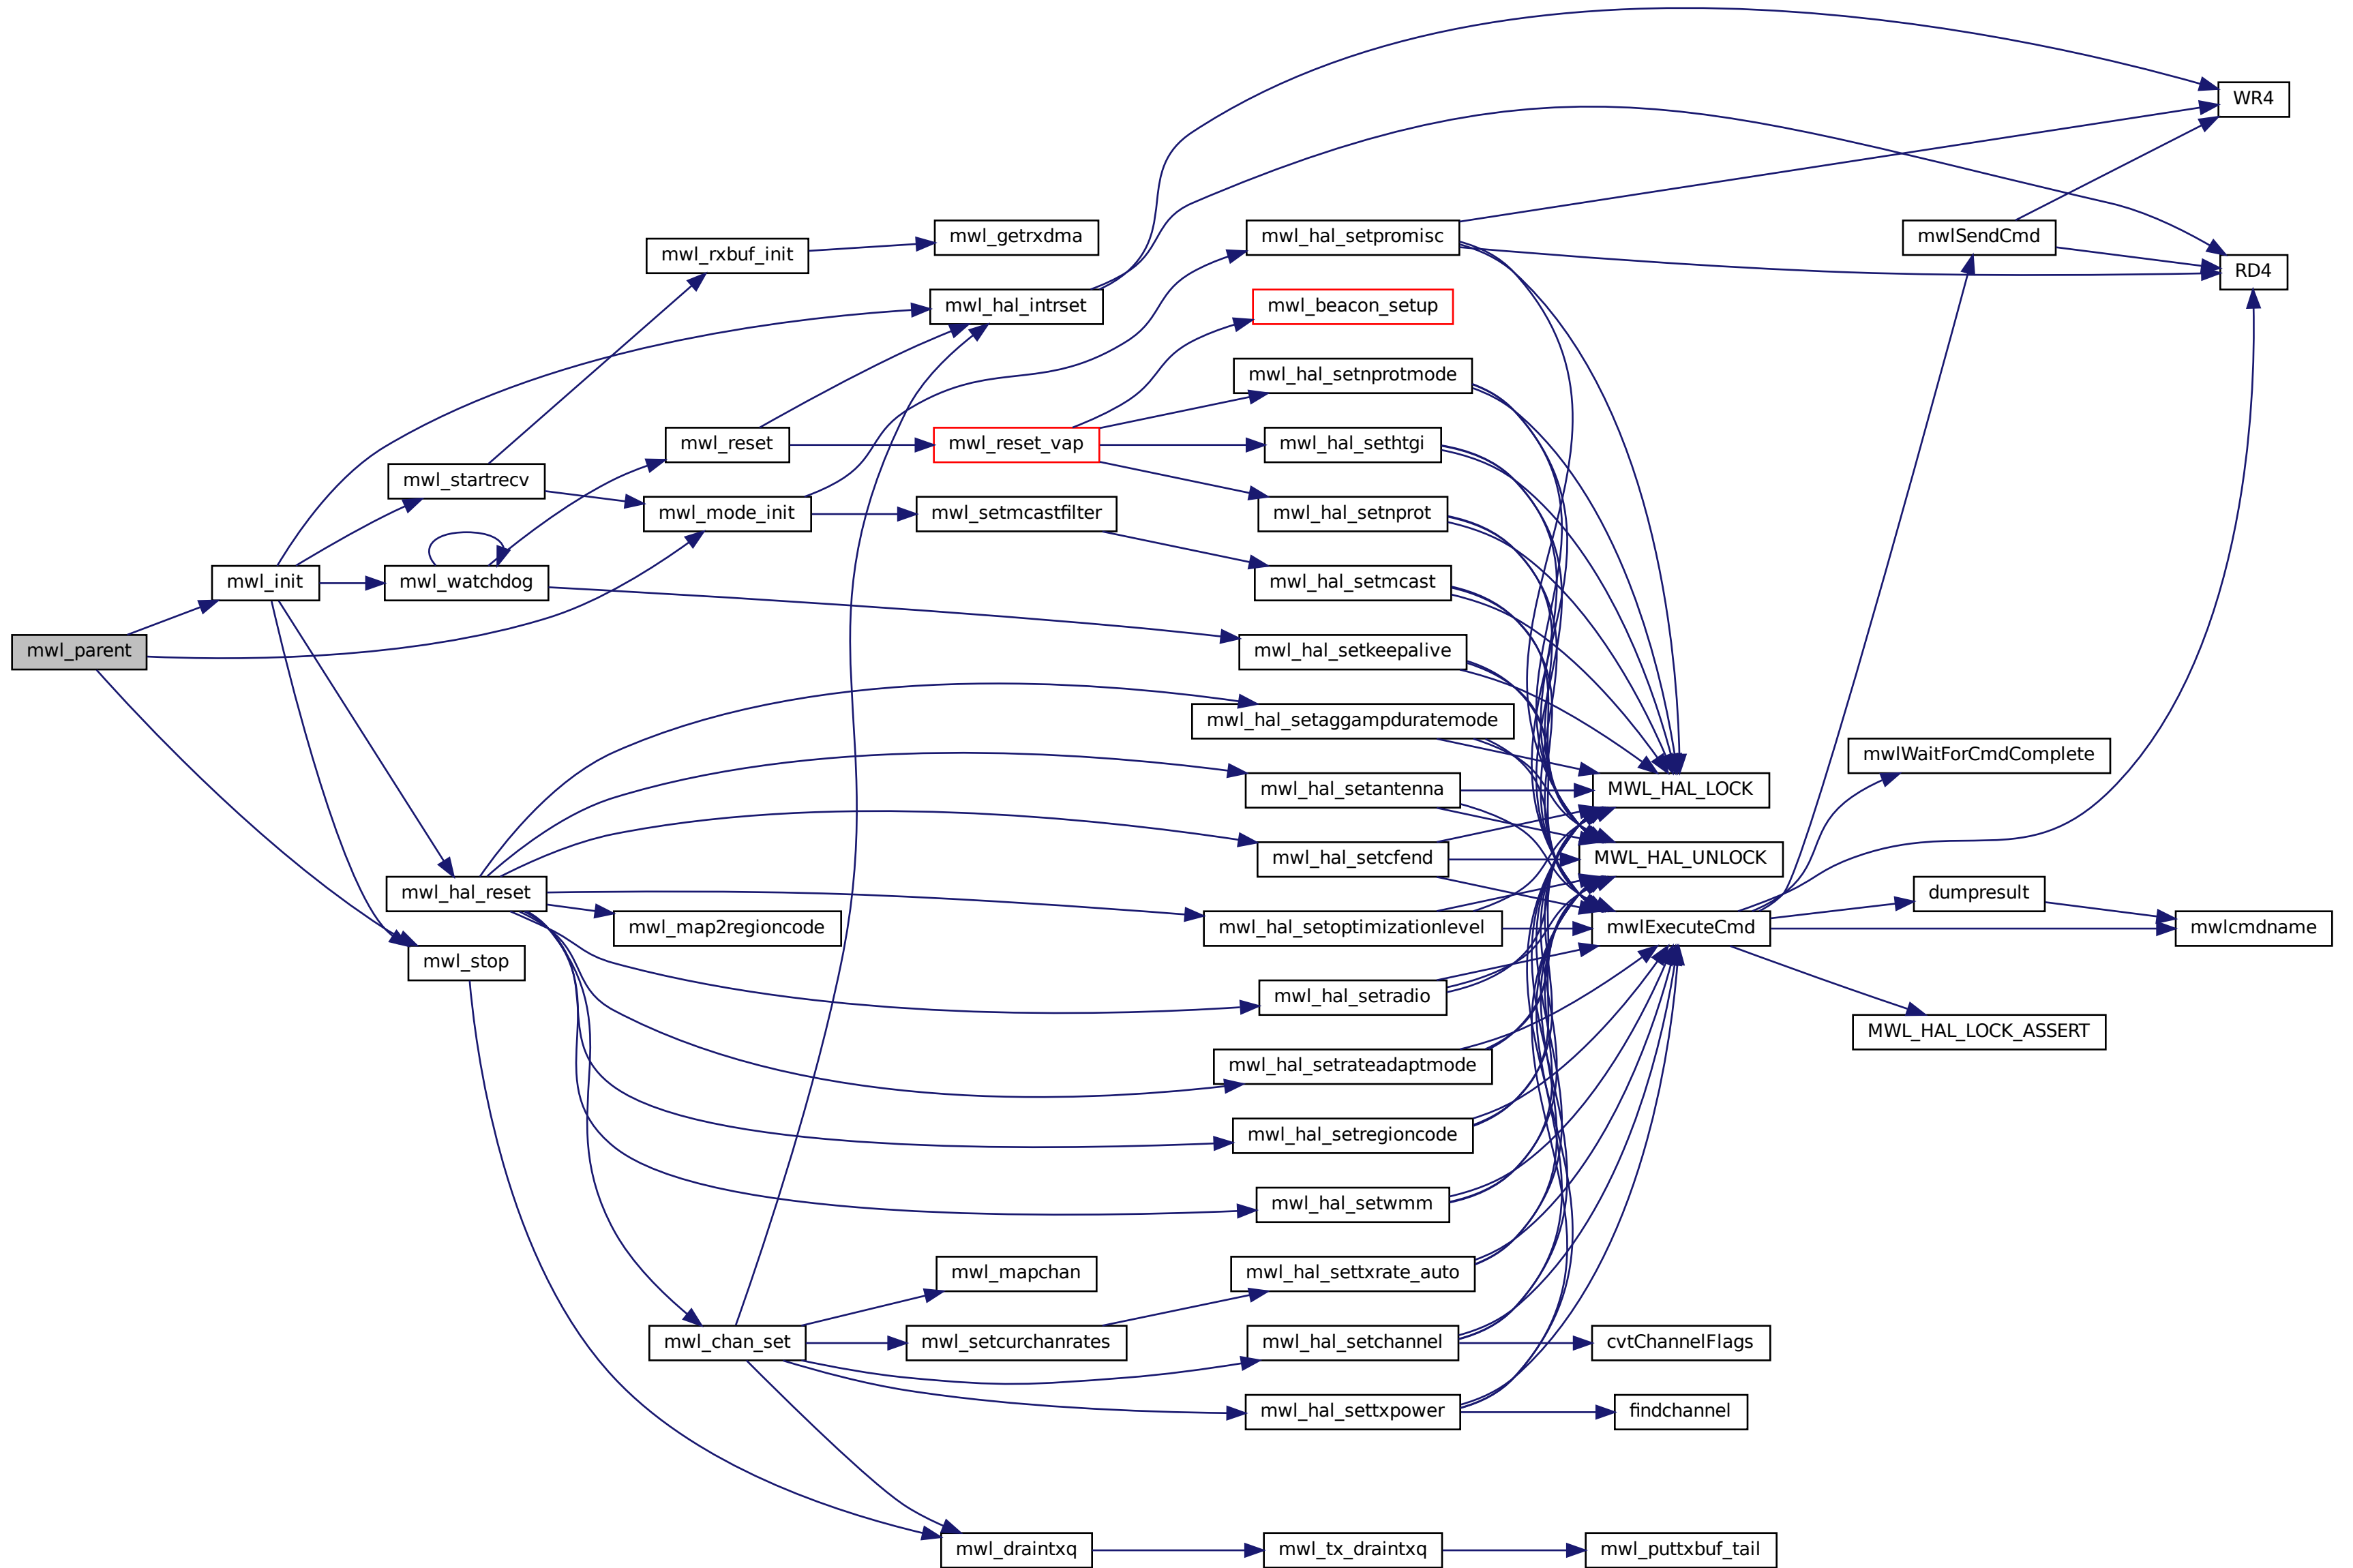 WR4
mwl_getrxdma
mwl_hal_setpromisc
mwlSendCmd
mwl_rxbuf_init
RD4
mwl_hal_intrset
mwl_beacon_setup
mwl_hal_setnprotmode
mwl_reset
mwl_reset_vap
mwl_hal_sethtgi
mwl_startrecv
mwl_mode_init
mwl_setmcastfilter
mwl_hal_setnprot
mwl_init
mwl_watchdog
mwl_hal_setmcast
mwl_parent
mwl_hal_setkeepalive
mwl_hal_setaggampduratemode
mwlWaitForCmdComplete
mwl_hal_setantenna
MWL_HAL_LOCK
mwl_hal_setcfend
MWL_HAL_UNLOCK
mwl_hal_reset
dumpresult
mwl_map2regioncode
mwl_hal_setoptimizationlevel
mwlExecuteCmd
mwlcmdname
mwl_stop
mwl_hal_setradio
MWL_HAL_LOCK_ASSERT
mwl_hal_setrateadaptmode
mwl_hal_setregioncode
mwl_hal_setwmm
mwl_mapchan
mwl_hal_settxrate_auto
mwl_chan_set
mwl_setcurchanrates
mwl_hal_setchannel
cvtChannelFlags
mwl_hal_settxpower
findchannel
mwl_draintxq
mwl_tx_draintxq
mwl_puttxbuf_tail